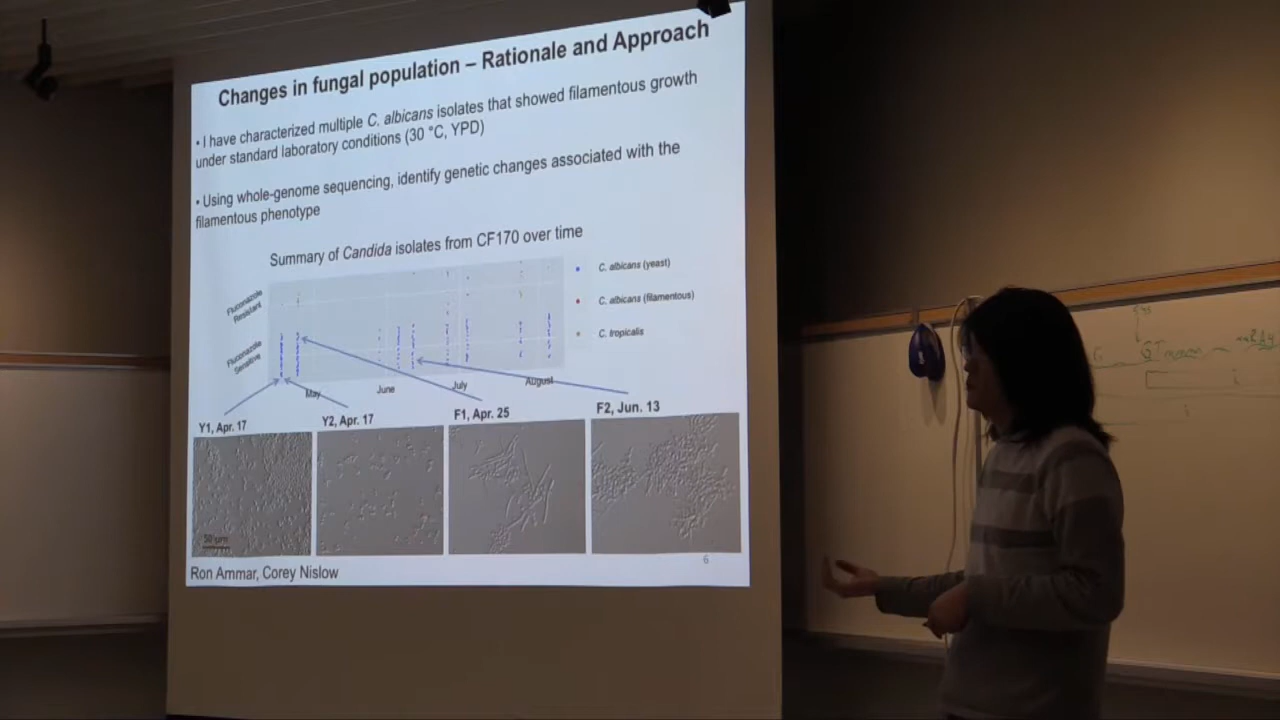 Changes in fungal population – Rationale and Approach
• I have characterized multiple C. albicans isolates that showed filamentous growth
under standard laboratory conditions (30 °C, YPD)
• Using whole-genome sequencing, identify genetic changes associated with the
filamentous phenotype
Summary of Candida isolates from CF170 over time
Fluconazole
Resistant
Fluconazole
Sensitive
C. albicans (yeast)
C. albicans (filamentous)
C. tropicalis
May
June
July
August
Y1, Apr. 17
Y2, Apr. 17
F1, Apr. 25
F2, Jun. 13
50 µm
Ron Ammar, Corey Nislow
6